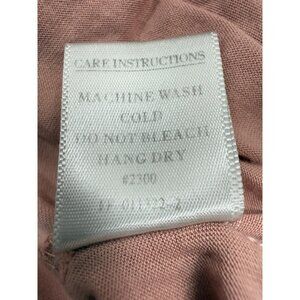 CARE INSTRUCTIONS
MACHINE WASH
COLD
DO NOT BLEACH
HANG DRY
#2300